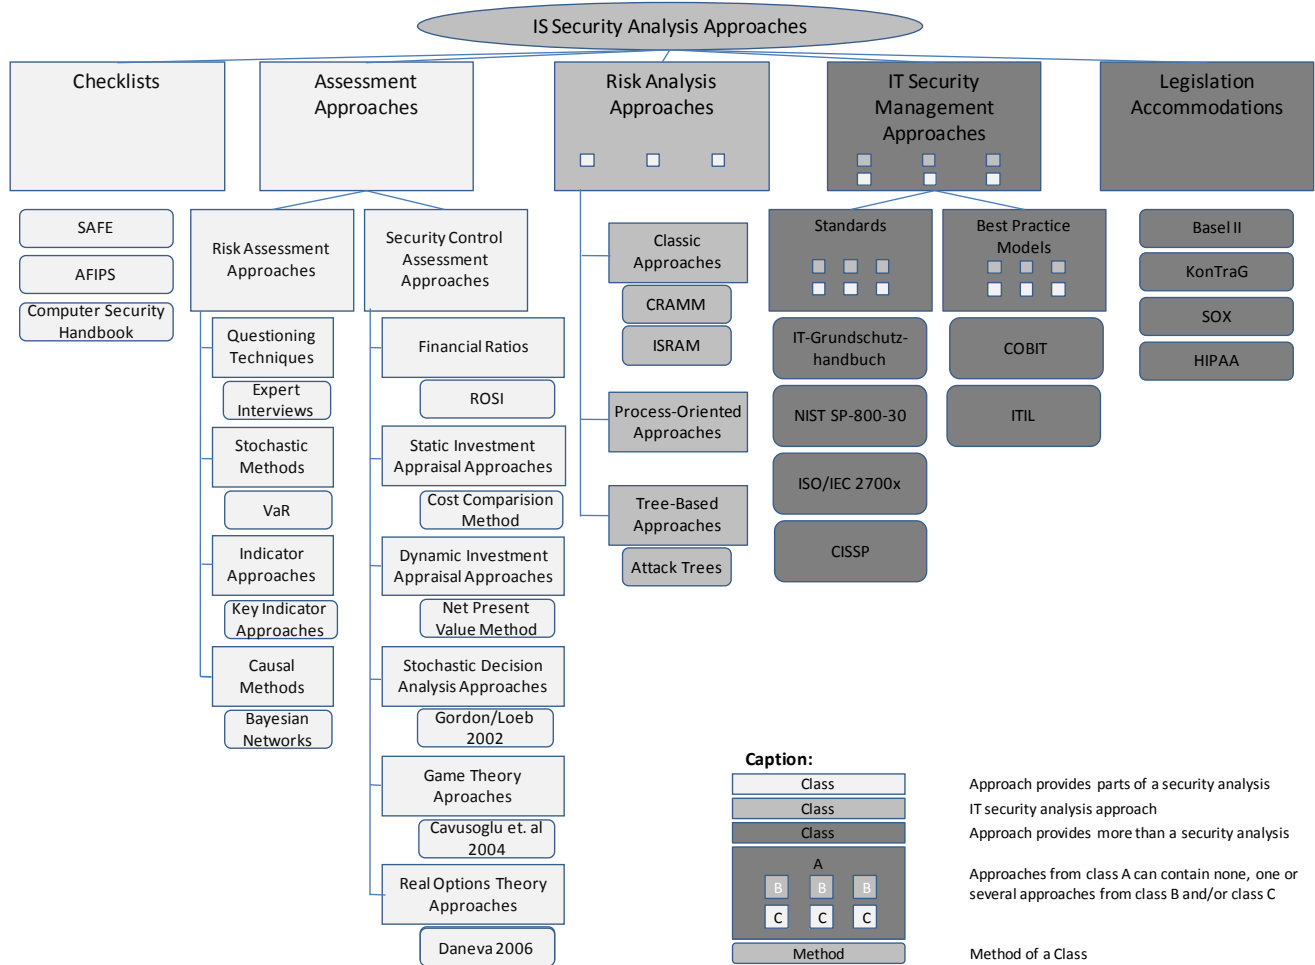 IS Security Analysis Approaches
Checklists
SAFE
AFIPS
Computer Security
Handbook
Assessment
Approaches
Risk Assessment
Approaches
Questioning
Techniques
Expert
Interviews
Stochastic
Methods
VaR
Indicator
Approaches
Key Indicator
Approaches
Causal
Methods
Bayesian
Networks
Security Control
Assessment
Approaches
Financial Ratios
ROSI
Static Investment
Appraisal Approaches
Cost Comparision
Method
Dynamic Investment
Appraisal Approaches
Net Present
Value Method
Stochastic Decision
Analysis Approaches
Gordon/Loeb
2002
Game Theory
Aproaches
Cavusoglu et. al
2004
Real Options Theory
Approaches
Daneva 2006
Risk Analysis
Approaches
Classic
Approaches
CRAMM
ISRAM
Process-Oriented
Approaches
Tree-Based
Approaches
Attack Trees
IT Security
Management
Approaches
Standards
IT-Grundschutz-
handbuch
NIST SP-800-30
ISO/IEC 2700x
CISSP
Best Practice
Models
COBIT
ITIL
Legislation
Accommodations
Basel II
KonTraG
SOX
HIPAA
Caption:
Class Approach provides parts of a security analysis
Class IT security analysis approach
Class Approach provides more than a security analysis
A
B B B
C C C
Approaches from class A can contain none, one or
several approaches from class B and/or class C
Method Method of a Class